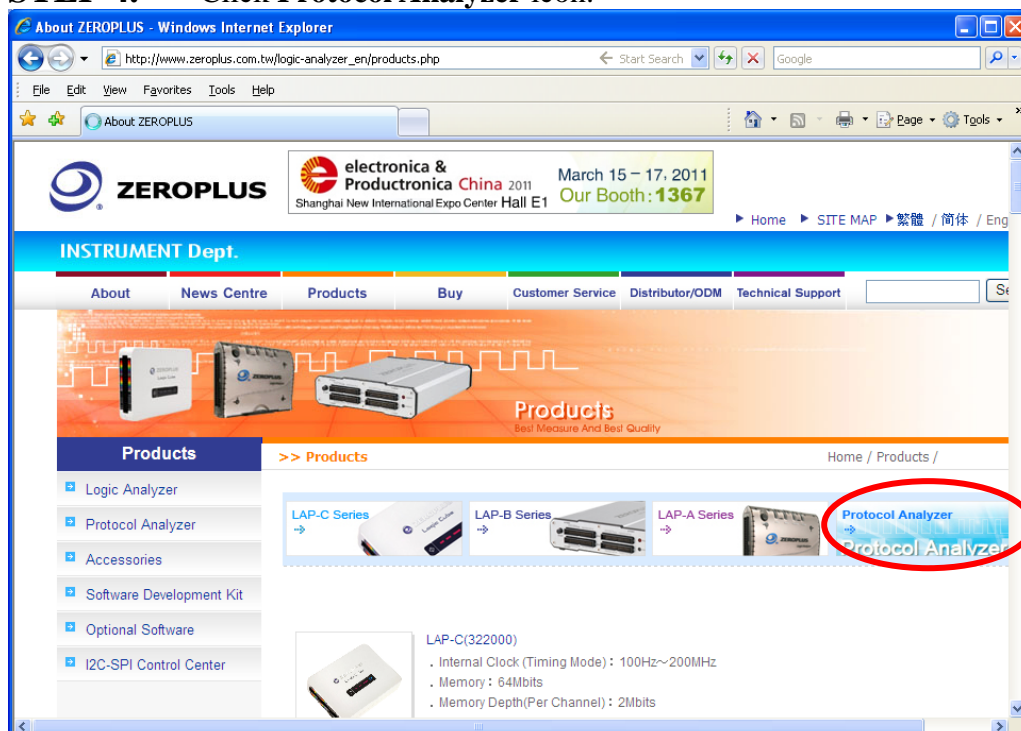 STEP 4. Click Protocol Analyzer icon.
About ZEROPLUS - Windows Internet Explorer
http://www.zeroplus.com.tw/logic-analyzer_en/products.php
Start Search
Google
File Edit View Favorites Tools Help
About ZEROPLUS
Page Tools
ZEROPLUS
electronica &
Productronica China 2011
Shanghai New International Expo Center Hall E1
March 15 – 17, 2011
Our Booth : 1367
Home SITE MAP 繁體 / 简体 / Eng
INSTRUMENT Dept.
About News Centre Products Buy Customer Service Distributor/ODM Technical Support
Products
Best Measure And Best Quality
Products
>> Products
Home / Products /
Logic Analyzer
Protocol Analyzer
Accessories
Software Development Kit
Optional Software
I2C-SPI Control Center
LAP-C Series
LAP-B Series
LAP-A Series
Protocol Analyzer
Protocol Analyzer
LAP-C(322000)
. Internal Clock (Timing Mode)：100Hz～200MHz
. Memory：64Mbits
. Memory Depth(Per Channel)：2Mbits